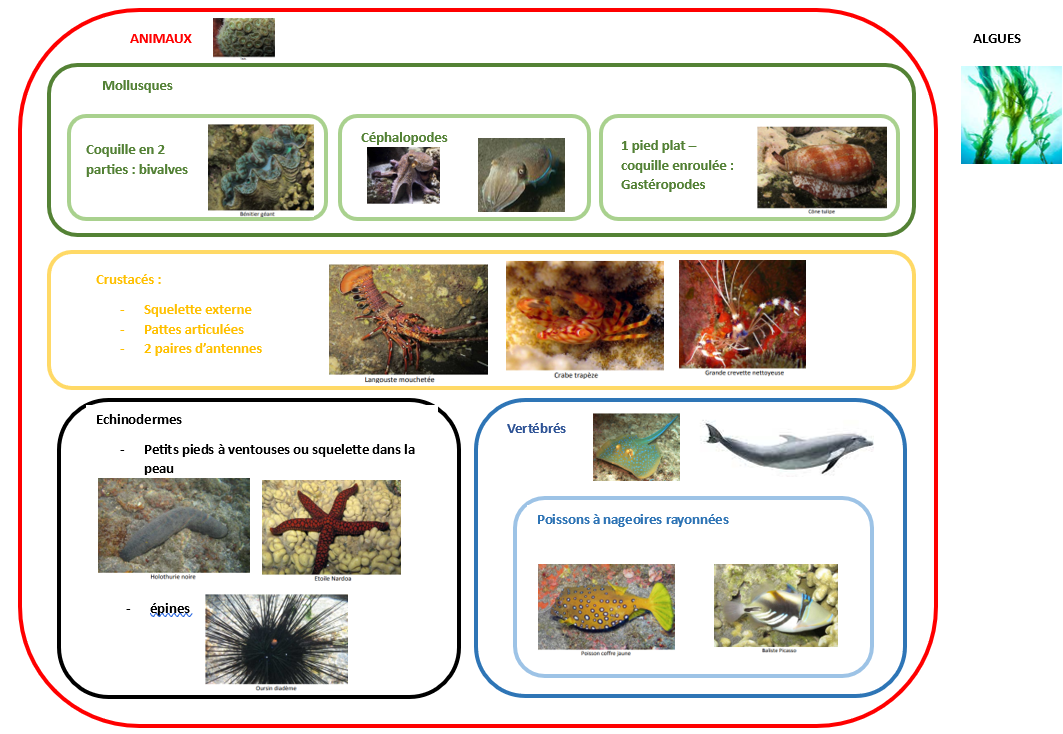 ANIMAUX
ALGUES
Mollusques
Coquille en 2
parties : bivalves
Bénitier géant
Céphalopodes
1 pied plat –
coquille enroulée :
Gastéropodes
Cône tulipe
Crustacés :
- Squelette externe
- Pattes articulées
- 2 paires d'antennes
Langouste mouchetée
Crabe trapèze
Grande crevette nettoyeuse
Echinodermes
- Petits pieds à ventouses ou squelette dans la
peau
Holothurie noire
Etoile Nardoa
- épines
Oursin diadème
Vertébrés
Poissons à nageoires rayonnées
Poisson coffre jaune
Baliste Picasso